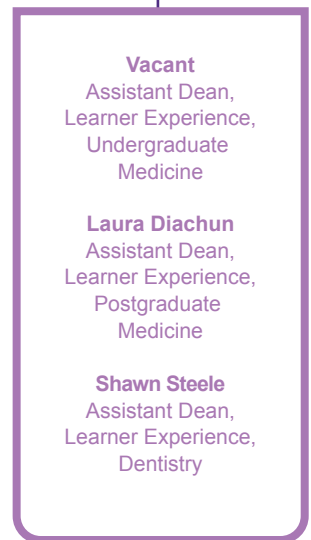 Vacant
Assistant Dean,
Learner Experience,
Undergraduate
Medicine
Laura Diachun
Assistant Dean,
Learner Experience,
Postgraduate
Medicine
Shawn Steele
Assistant Dean,
Learner Experience,
Dentistry